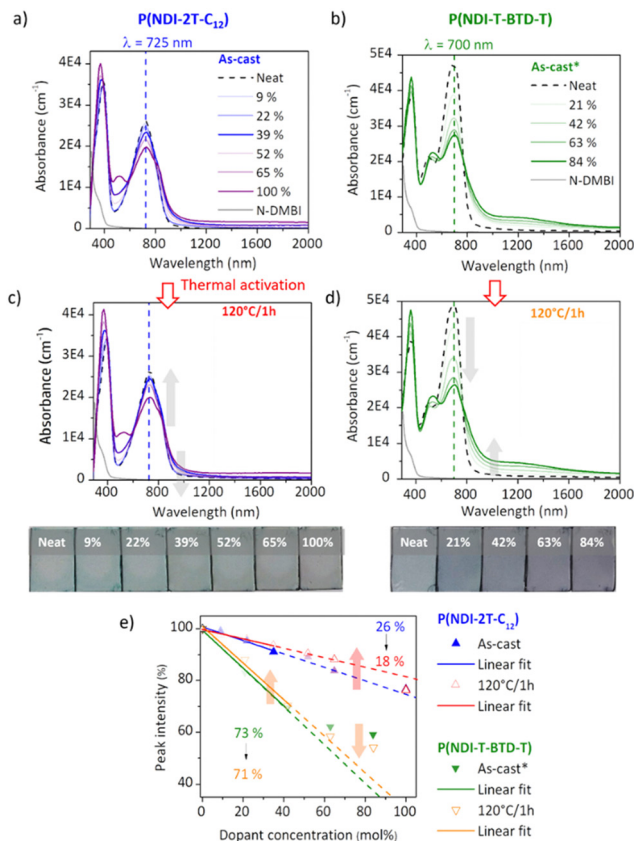 a)
P(NDI-2T-C12)
λ = 725 nm
As-cast
Neat
9 %
22 %
39 %
52 %
65 %
100 %
N-DMBI
4E4
3E4
2E4
1E4
0
Absorbance (cm⁻¹)
400 800 1200 1600 2000
Wavelength (nm)
b)
P(NDI-T-BTD-T)
λ = 700 nm
As-cast*
Neat
21 %
42 %
63 %
84 %
N-DMBI
5E4
4E4
3E4
2E4
1E4
0
Absorbance (cm⁻¹)
400 800 1200 1600 2000
Wavelength (nm)
Thermal activation
c)
120°C/1h
4E4
3E4
2E4
1E4
0
Absorbance (cm⁻¹)
400 800 1200 1600 2000
Wavelength (nm)
d)
120°C/1h
5E4
4E4
3E4
2E4
1E4
0
Absorbance (cm⁻¹)
400 800 1200 1600 2000
Wavelength (nm)
Neat 9% 22% 39% 52% 65% 100%
Neat 21% 42% 63% 84%
e)
100
80
60
40
Peak intensity (%)
26 %
18 %
73 %
71 %
0 20 40 60 80 100
Dopant concentration (mol%)
P(NDI-2T-C12)
As-cast
Linear fit
120°C/1h
Linear fit
P(NDI-T-BTD-T)
As-cast*
Linear fit
120°C/1h
Linear fit